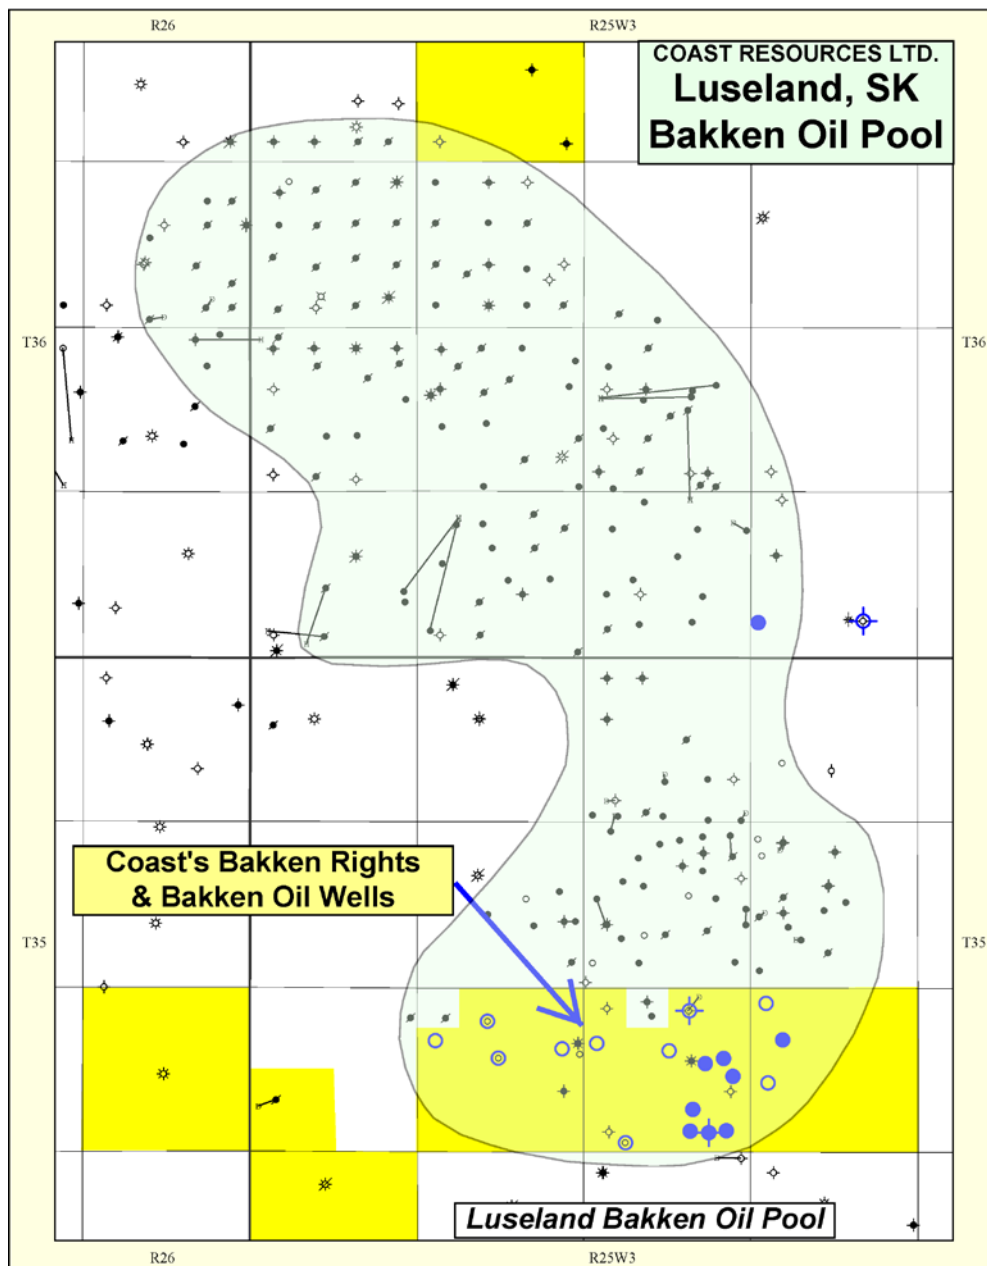 R26
R25W3
COAST RESOURCES LTD.
Luseland, SK
Bakken Oil Pool
T36
T36
Coast's Bakken Rights
& Bakken Oil Wells
T35
T35
Luseland Bakken Oil Pool
R26
R25W3